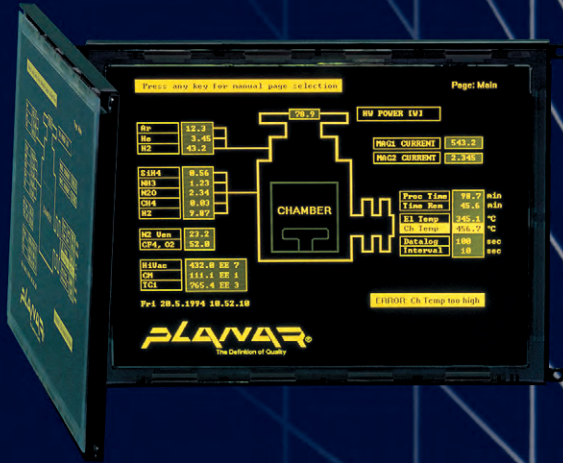 Press any key for manual page selection
Page: Main
70.9
MW POWER [W]
Ar 12.3
He 3.45
H2 43.2
MAG1 CURRENT 543.2
MAG2 CURRENT 2.345
SiH4 0.56
NH3 1.23
N2O 2.34
CH4 0.03
H2 7.87
CHAMBER
Proc Time 98.7 min
Time Rem 45.6 min
El Temp 345.1 °C
Ch Temp 456.7 °C
Datalog 100 sec
Interval 10 sec
N2 Ven 23.2
CF4, O2 52.0
HiVac 432.0 EE 7
CM 111.1 EE 1
TC1 765.4 EE 3
Fri 20.5.1994 10.52.10
ERROR: Ch Temp too high
PLANAR®
The Definition of Quality